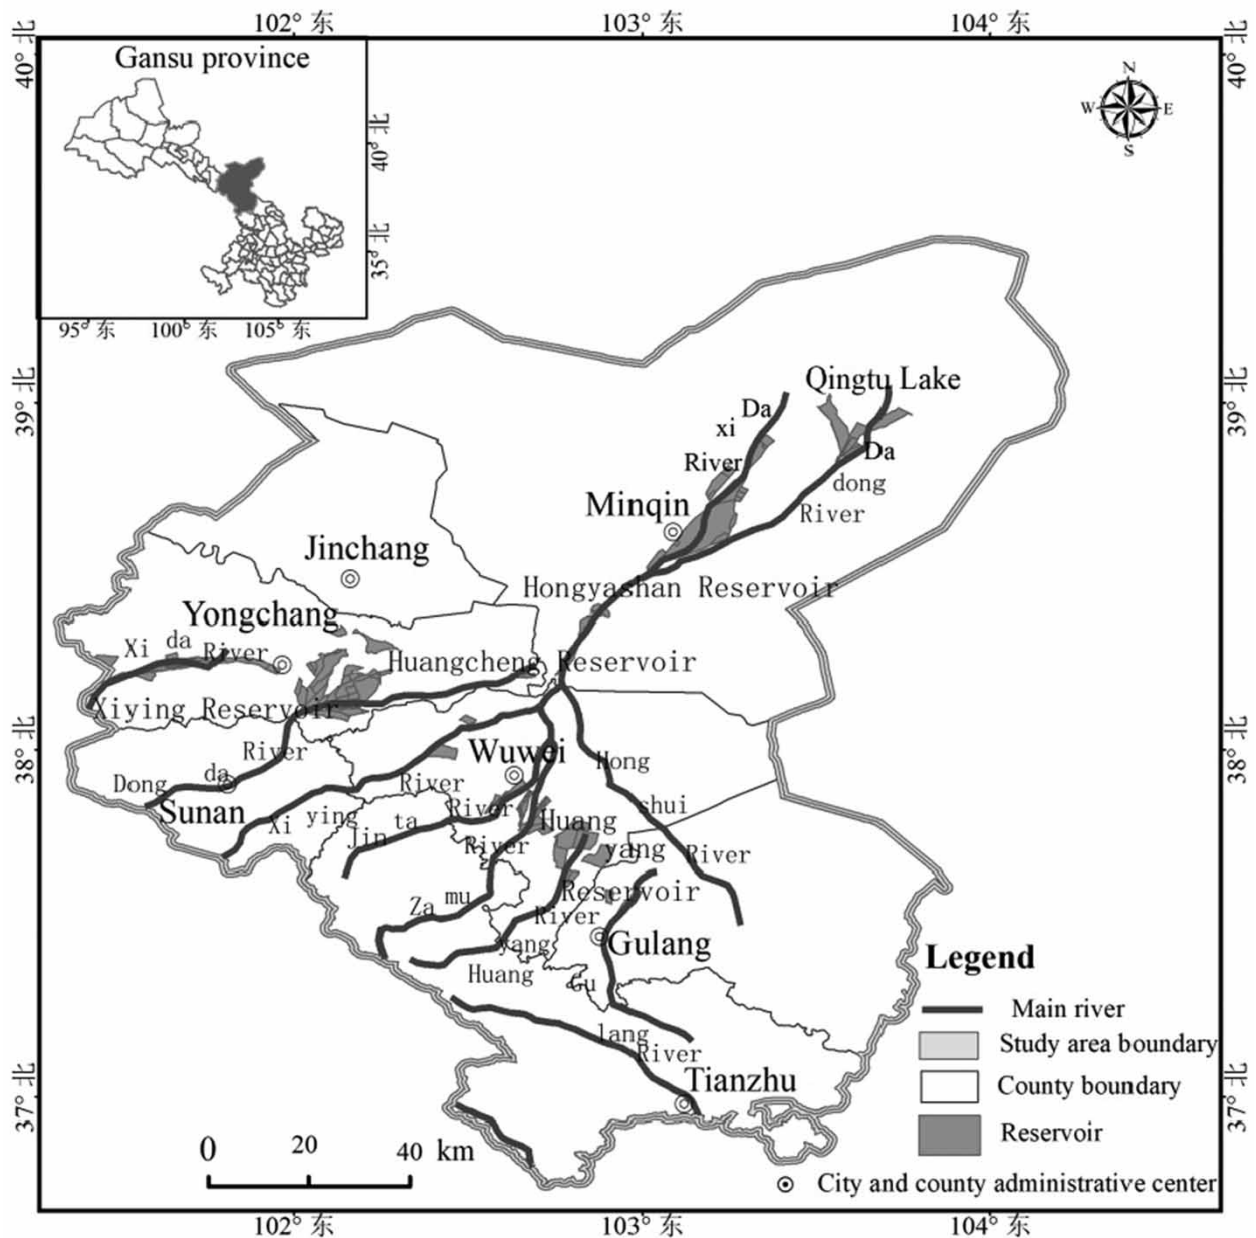 102° 东
103° 东
104° 东
40° 北
40° 北
Gansu province
40° 北
35° 北
95° 东
100° 东
105° 东
N
W
E
S
39° 北
39° 北
Qingtu Lake
Da
xi
River
Da
dong
River
Minqin
Jinchang
Hongyashan Reservoir
Yongchang
Xi
da
River
Huangcheng Reservoir
Xiying Reservoir
38° 北
38° 北
River
da
Dong
Sunan
Wuwei
Hong
shui
River
River
ying
Xi
River
ta
Jin
Huang
yang
Reservoir
River
mu
Za
River
yang
Huang
Gulang
Gu
lang
River
Tianzhu
37° 北
37° 北
Legend
Main river
Study area boundary
County boundary
Reservoir
City and county administrative center
0
20
40 km
102° 东
103° 东
104° 东